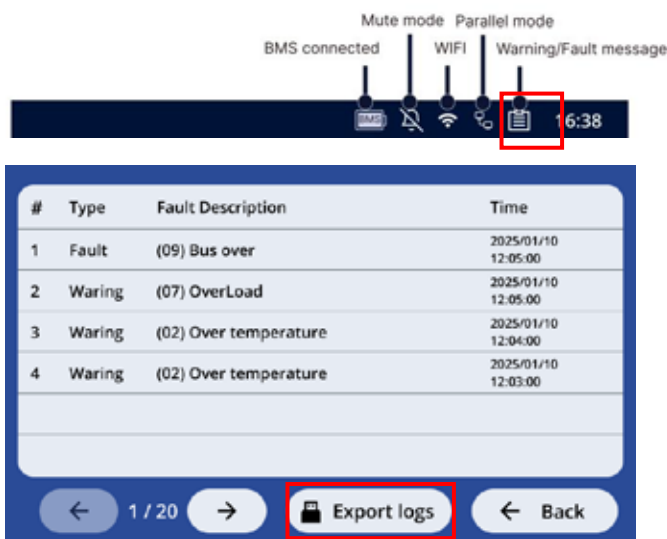 Mute mode Parallel mode
BMS connected WIFI Warning/Fault message
BMS 16:38
# Type Fault Description Time
1 Fault (09) Bus over 2025/01/10 12:05:00
2 Waring (07) OverLoad 2025/01/10 12:05:00
3 Waring (02) Over temperature 2025/01/10 12:04:00
4 Waring (02) Over temperature 2025/01/10 12:03:00
← 1 / 20 → Export logs ← Back